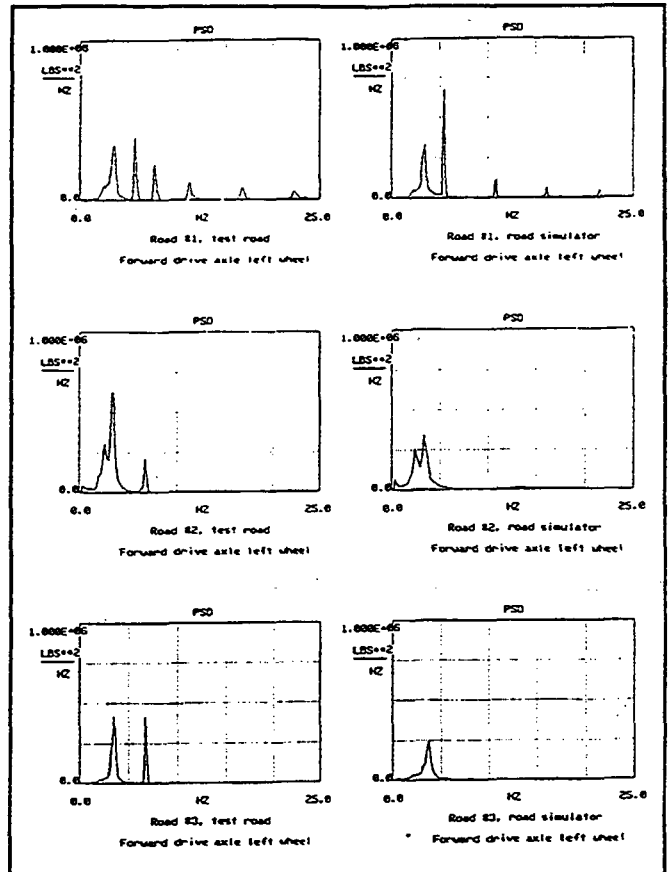 PSD
1.000E+06
LBS**2
HZ
0.0
0.0 HZ 25.0
Road #1, test road
Forward drive axle left wheel
PSD
1.000E+06
LBS**2
HZ
0.0
0.0 HZ 25.0
Road #1, road simulator
Forward drive axle left wheel
PSD
1.000E+06
LBS**2
HZ
0.0
0.0 HZ 25.0
Road #2, test road
Forward drive axle left wheel
PSD
1.000E+06
LBS**2
HZ
0.0
0.0 HZ 25.0
Road #2, road simulator
Forward drive axle left wheel
PSD
1.000E+06
LBS**2
HZ
0.0
0.0 HZ 25.0
Road #3, test road
Forward drive axle left wheel
PSD
1.000E+06
LBS**2
HZ
0.0
0.0 HZ 25.0
Road #3, road simulator
Forward drive axle left wheel